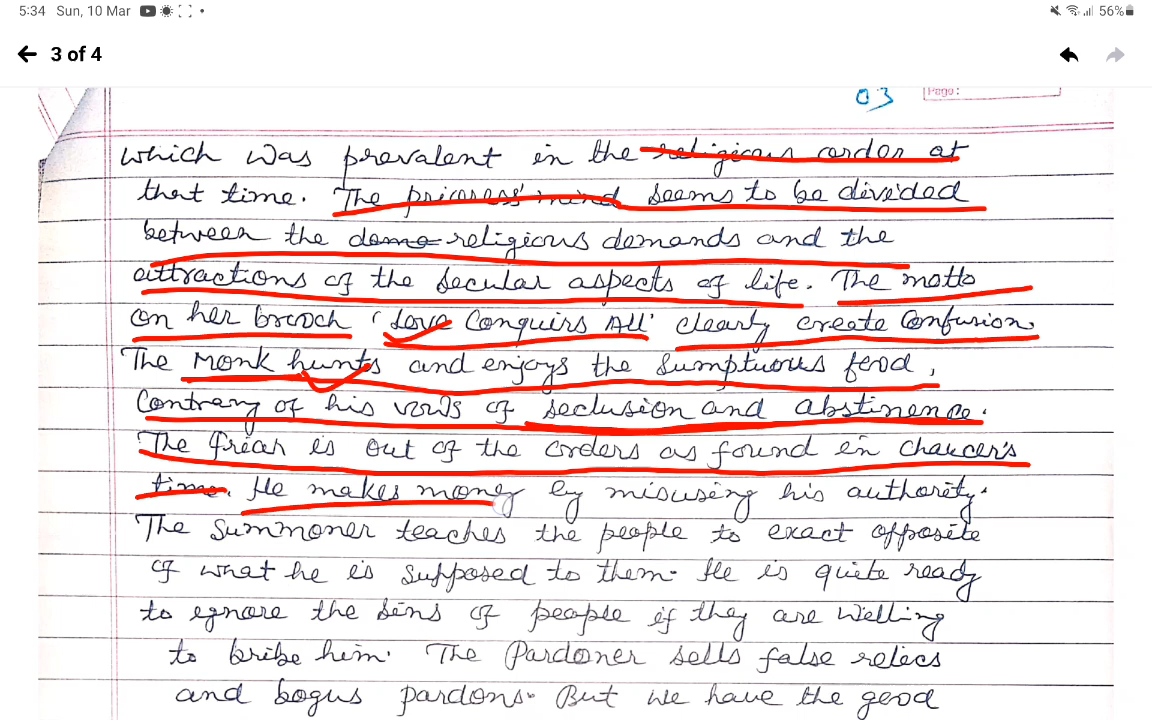 5:34 Sun, 10 Mar
56%
3 of 4
03
Page:
which was prevalent in the religious order at
that time. The prioress' mind seems to be divided
between the demo religious demands and the
attractions of the secular aspects of life. The motto
on her brooch 'Love Conquirs All' clearly create Confusion.
The Monk hunts and enjoys the Sumptuous food,
Contrary of his vows of seclusion and abstinence.
The friar is out of the orders as found in Chaucer's
time. He makes money by misusing his authority.
The Summoner teaches the people to exact opposite
of what he is supposed to them. He is quite ready
to ignore the sins of people if they are willing
to bribe him. The Pardoner sells false relics
and bogus pardons. But we have the good